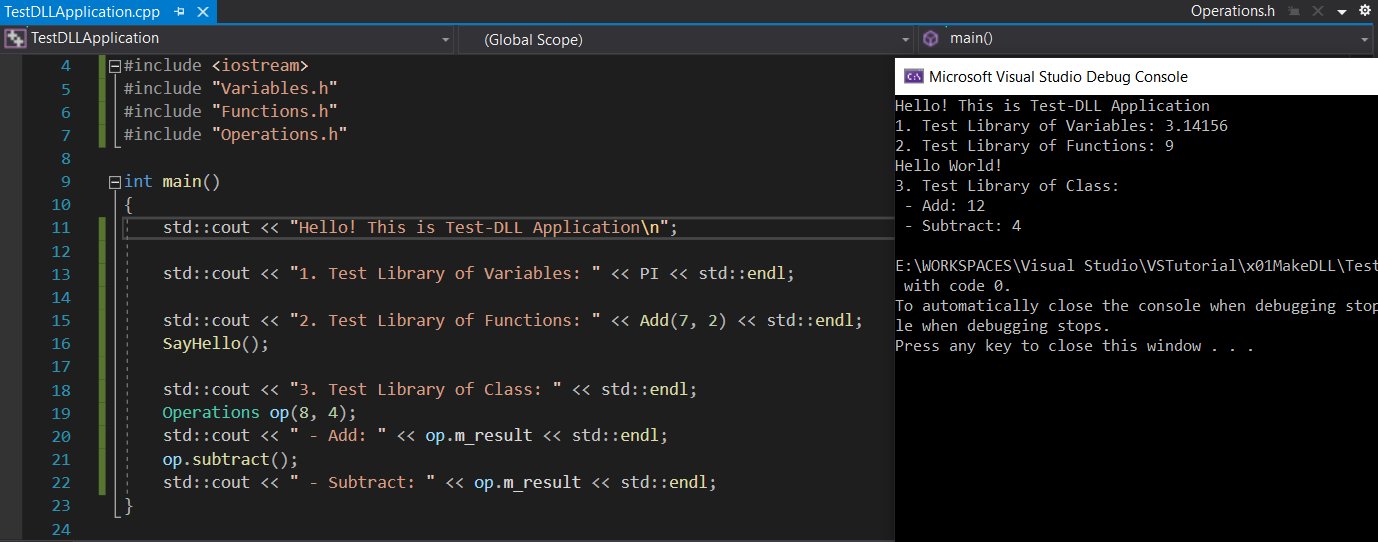 TestDLLApplication.cpp
Operations.h
TestDLLApplication
(Global Scope)
main()
4 #include <iostream>
5 #include "Variables.h"
6 #include "Functions.h"
7 #include "Operations.h"
8
9 int main()
10 {
11 std::cout << "Hello! This is Test-DLL Application\n";
12
13 std::cout << "1. Test Library of Variables: " << PI << std::endl;
14
15 std::cout << "2. Test Library of Functions: " << Add(7, 2) << std::endl;
16 SayHello();
17
18 std::cout << "3. Test Library of Class: " << std::endl;
19 Operations op(8, 4);
20 std::cout << " - Add: " << op.m_result << std::endl;
21 op.subtract();
22 std::cout << " - Subtract: " << op.m_result << std::endl;
23 }
24
C:\ Microsoft Visual Studio Debug Console
Hello! This is Test-DLL Application
1. Test Library of Variables: 3.14156
2. Test Library of Functions: 9
Hello World!
3. Test Library of Class:
 - Add: 12
 - Subtract: 4
E:\WORKSPACES\Visual Studio\VSTutorial\x01MakeDLL\Test
 with code 0.
To automatically close the console when debugging stop
le when debugging stops.
Press any key to close this window . . .